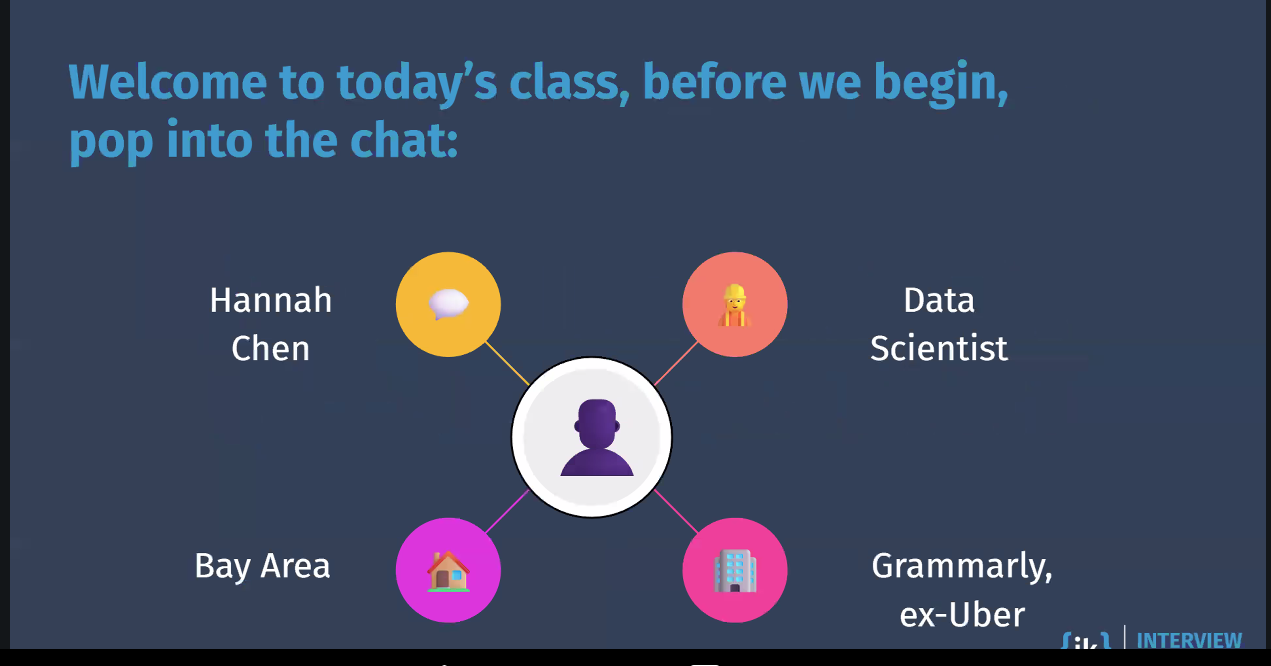 Welcome to today's class, before we begin,
pop into the chat:
Hannah
Chen
Data
Scientist
Bay Area
Grammarly,
ex-Uber
{ik} INTERVIEW